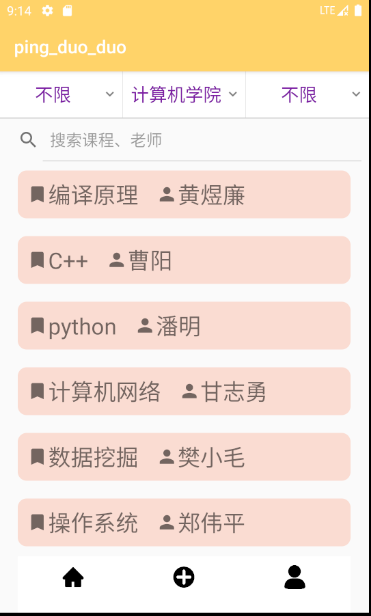 9:14 LTE
ping_duo_duo
不限 计算机学院 不限
搜索课程、老师
编译原理 黄煜廉
C++ 曹阳
python 潘明
计算机网络 甘志勇
数据挖掘 樊小毛
操作系统 郑伟平